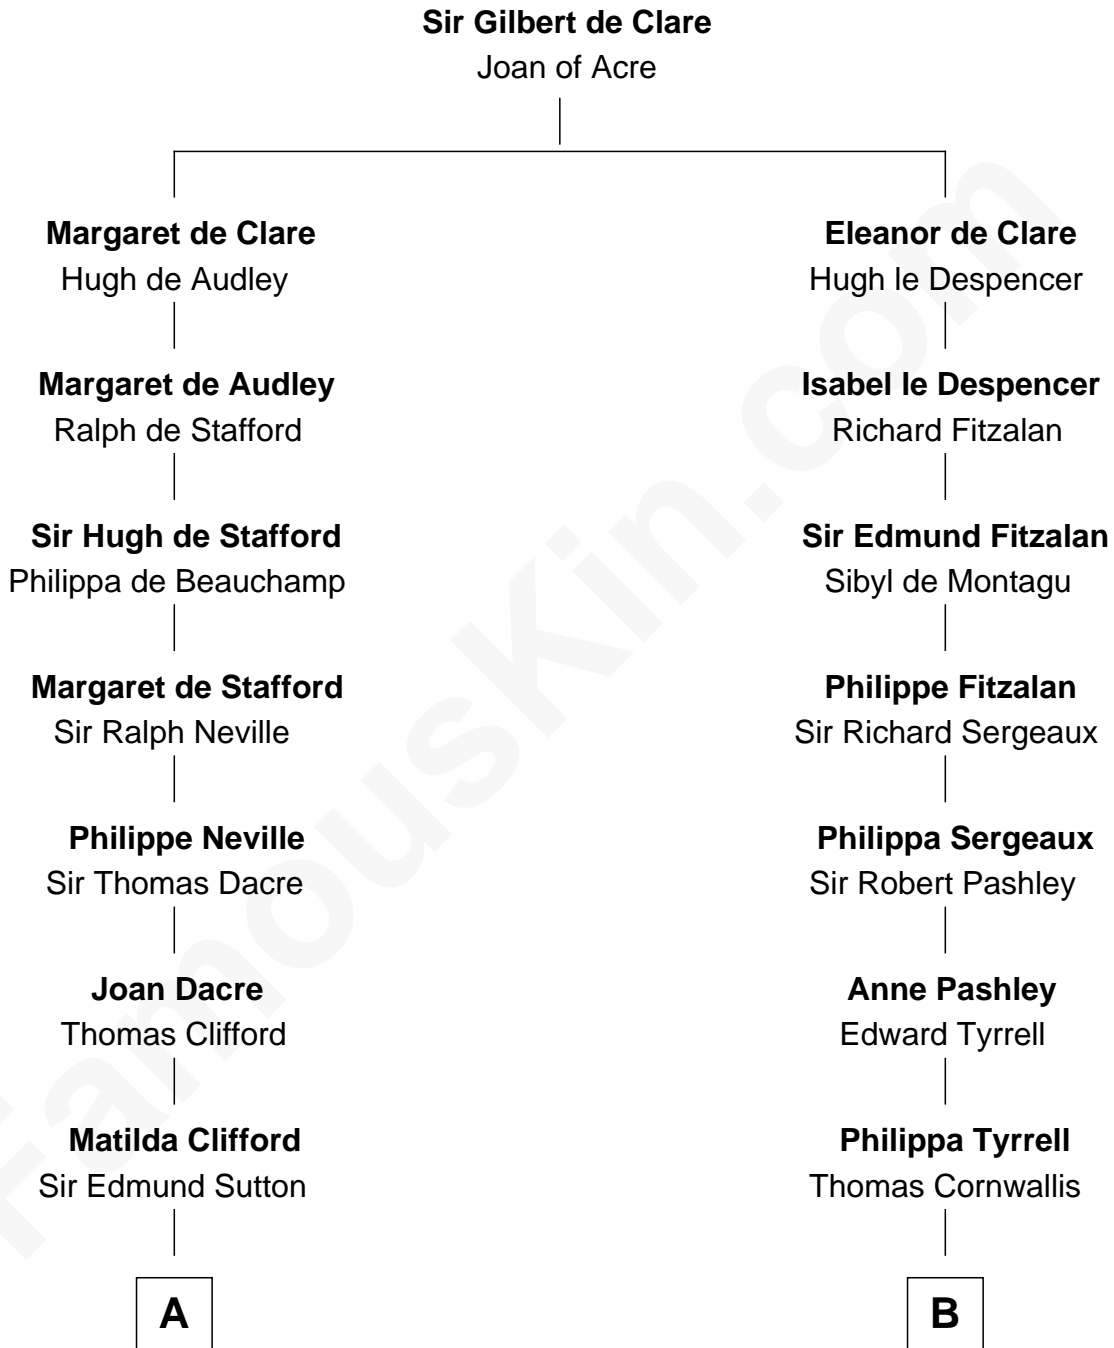 Sir Gilbert de Clare
Joan of Acre
Margaret de Clare
Hugh de Audley
Eleanor de Clare
Hugh le Despencer
Margaret de Audley
Ralph de Stafford
Isabel le Despencer
Richard Fitzalan
Sir Hugh de Stafford
Philippa de Beauchamp
Sir Edmund Fitzalan
Sibyl de Montagu
Margaret de Stafford
Sir Ralph Neville
Philippe Fitzalan
Sir Richard Sergeaux
Philippe Neville
Sir Thomas Dacre
Philippa Sergeaux
Sir Robert Pashley
Joan Dacre
Thomas Clifford
Anne Pashley
Edward Tyrrell
Matilda Clifford
Sir Edmund Sutton
Philippa Tyrrell
Thomas Cornwallis
A
B
FamousKin.com